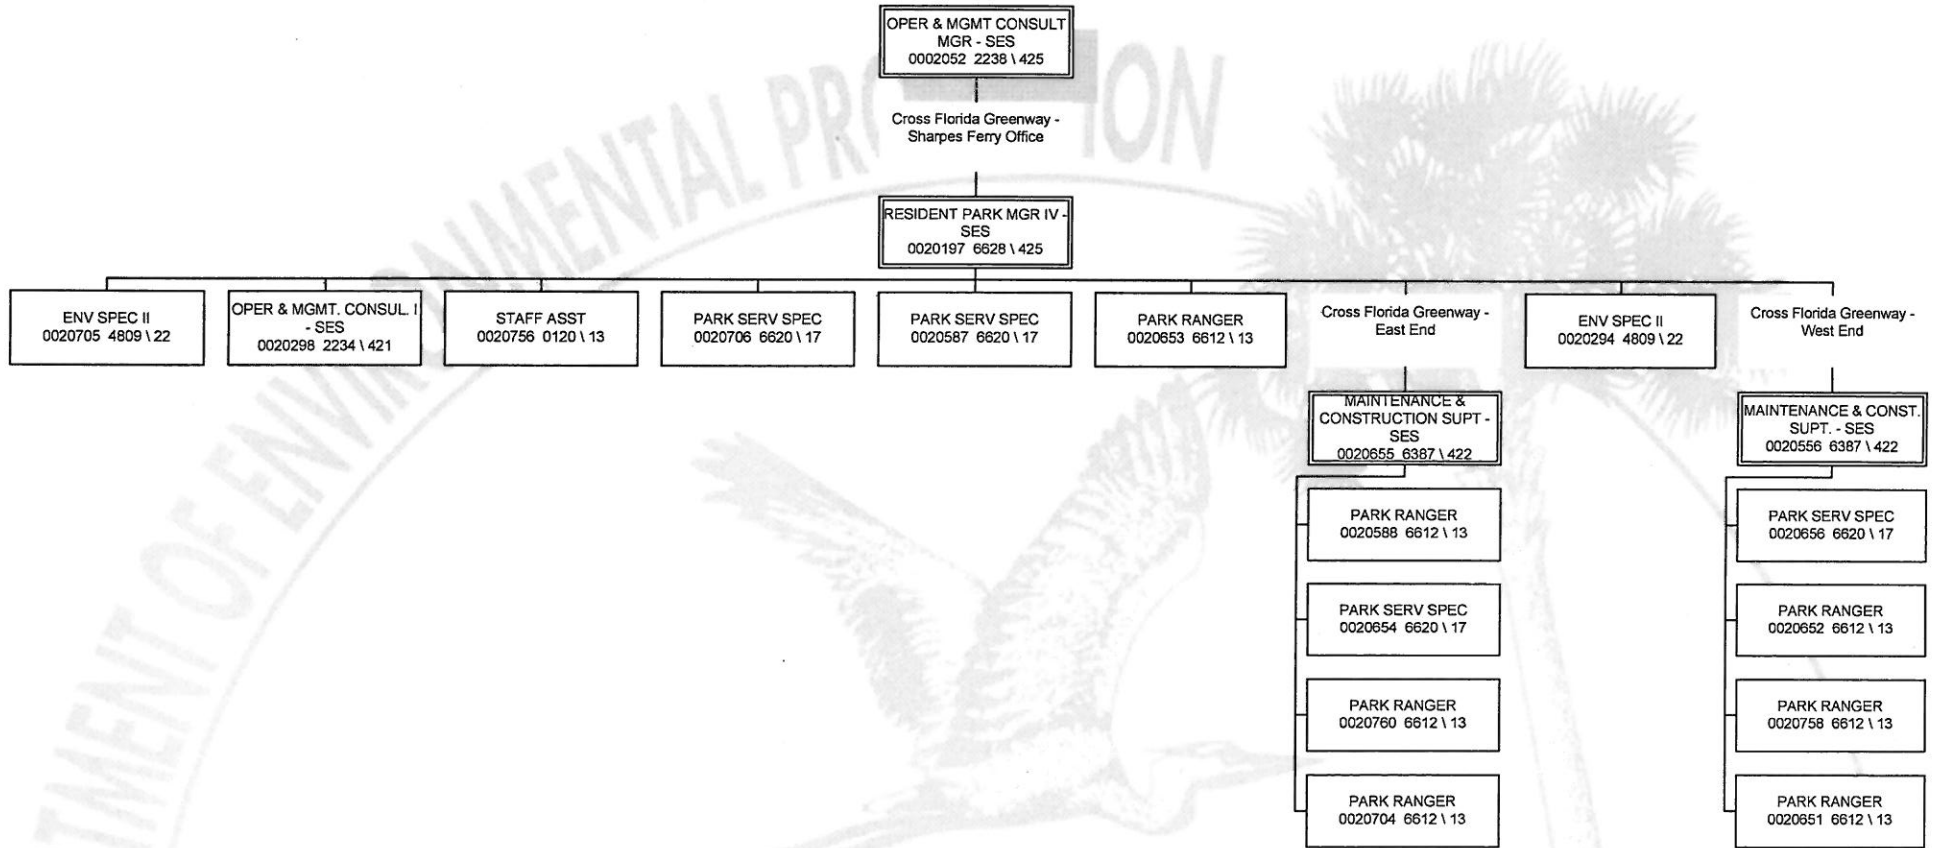 OPER & MGMT CONSULT
MGR - SES
0002052 2238 \ 425
Cross Florida Greenway -
Sharpes Ferry Office
RESIDENT PARK MGR IV -
SES
0020197 6628 \ 425
ENV SPEC II
0020705 4809 \ 22
OPER & MGMT. CONSUL. I
- SES
0020298 2234 \ 421
STAFF ASST
0020756 0120 \ 13
PARK SERV SPEC
0020706 6620 \ 17
PARK SERV SPEC
0020587 6620 \ 17
PARK RANGER
0020653 6612 \ 13
Cross Florida Greenway -
East End
ENV SPEC II
0020294 4809 \ 22
Cross Florida Greenway -
West End
MAINTENANCE &
CONSTRUCTION SUPT -
SES
0020655 6387 \ 422
PARK RANGER
0020588 6612 \ 13
PARK SERV SPEC
0020654 6620 \ 17
PARK RANGER
0020760 6612 \ 13
PARK RANGER
0020704 6612 \ 13
MAINTENANCE & CONST.
SUPT. - SES
0020556 6387 \ 422
PARK SERV SPEC
0020656 6620 \ 17
PARK RANGER
0020652 6612 \ 13
PARK RANGER
0020758 6612 \ 13
PARK RANGER
0020651 6612 \ 13
TMENT OF ENVIRONMENTAL PR ION